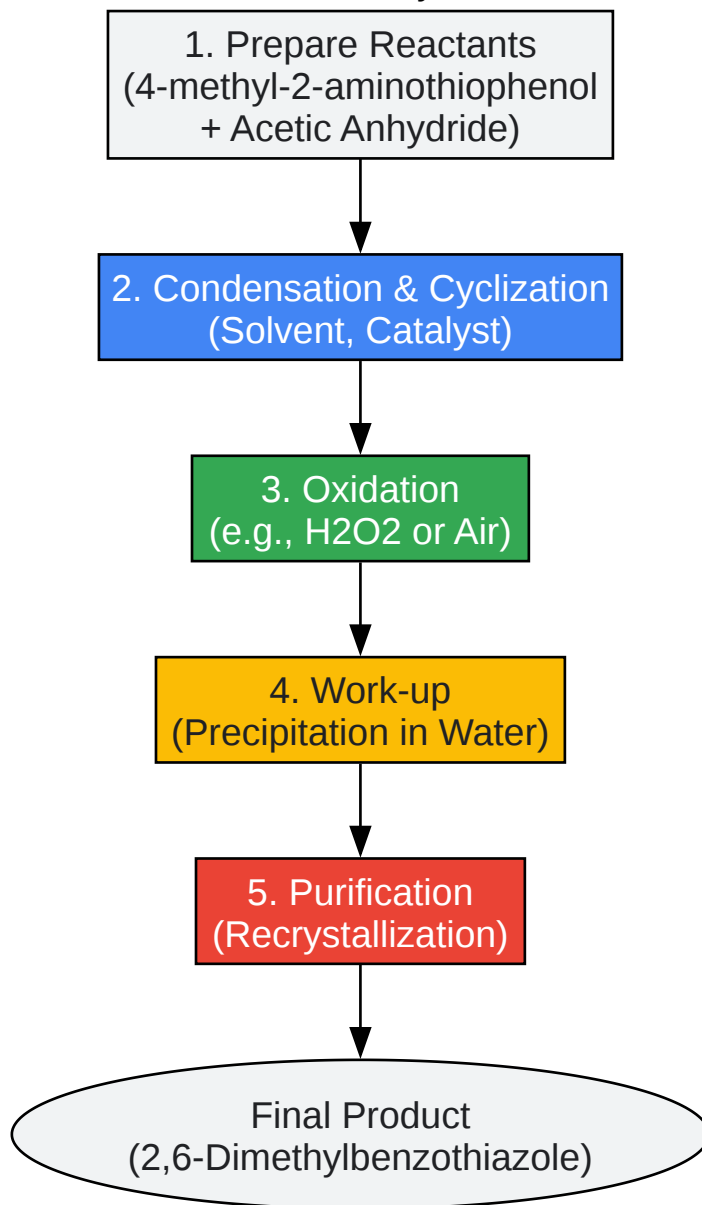 1. Prepare Reactants
(4-methyl-2-aminothiophenol
+ Acetic Anhydride)
2. Condensation & Cyclization
(Solvent, Catalyst)
3. Oxidation
(e.g., H2O2 or Air)
4. Work-up
(Precipitation in Water)
5. Purification
(Recrystallization)
Final Product
(2,6-Dimethylbenzothiazole)